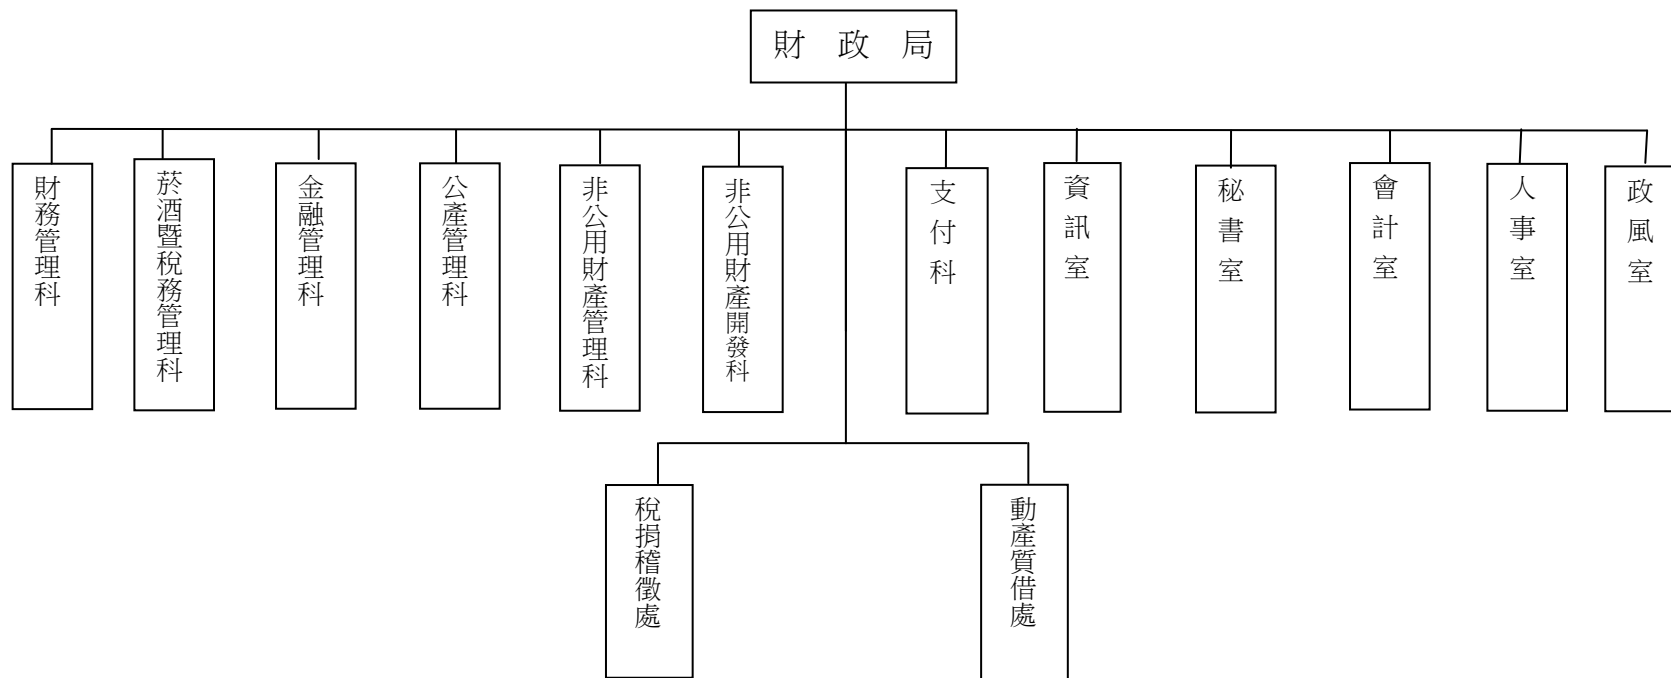 財政局
財務管理科
菸酒暨稅務管理科
金融管理科
公產管理科
非公用財產管理科
非公用財產開發科
支付科
資訊室
秘書室
會計室
人事室
政風室
稅捐稽徵處
動產質借處